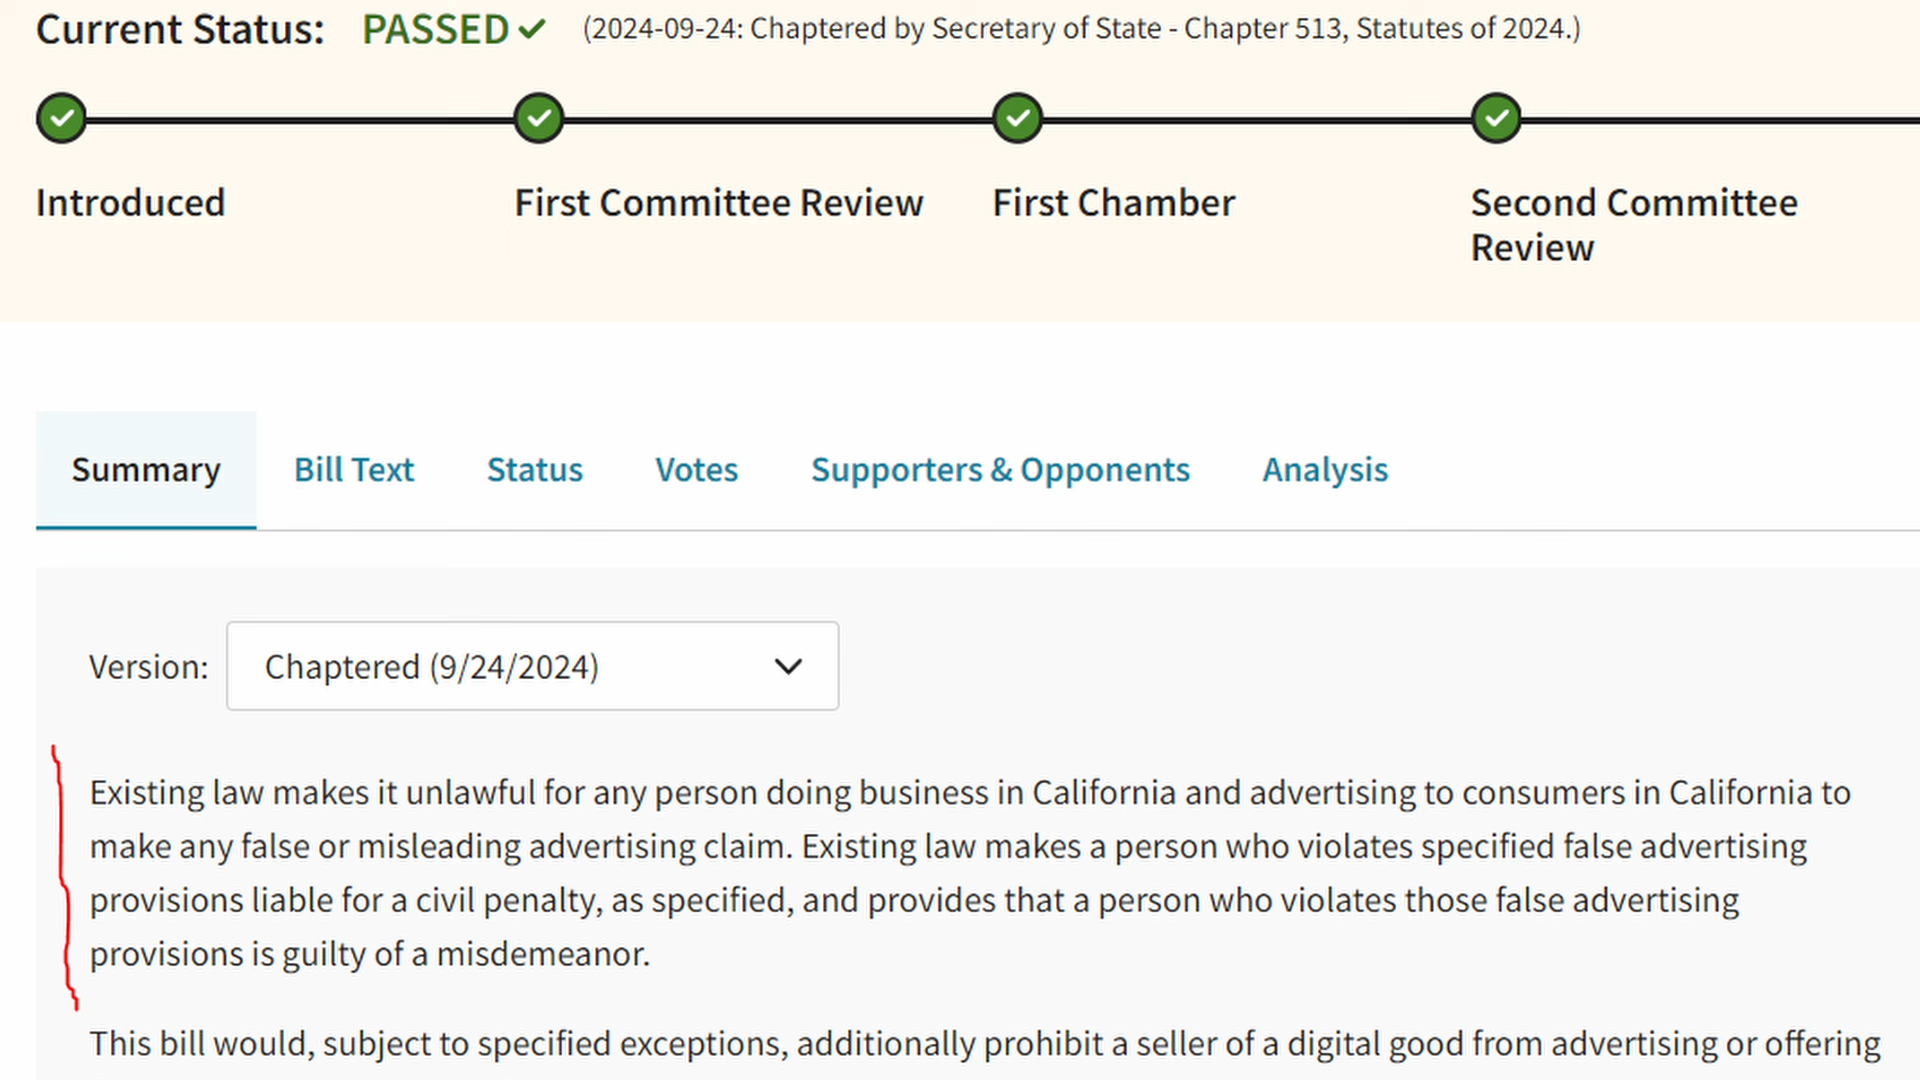 Current Status: PASSED (2024-09-24: Chaptered by Secretary of State - Chapter 513, Statutes of 2024.)
Introduced
First Committee Review
First Chamber
Second Committee
Review
Summary Bill Text Status Votes Supporters & Opponents Analysis
Version: Chaptered (9/24/2024)
Existing law makes it unlawful for any person doing business in California and advertising to consumers in California to
make any false or misleading advertising claim. Existing law makes a person who violates specified false advertising
provisions liable for a civil penalty, as specified, and provides that a person who violates those false advertising
provisions is guilty of a misdemeanor.
This bill would, subject to specified exceptions, additionally prohibit a seller of a digital good from advertising or offering